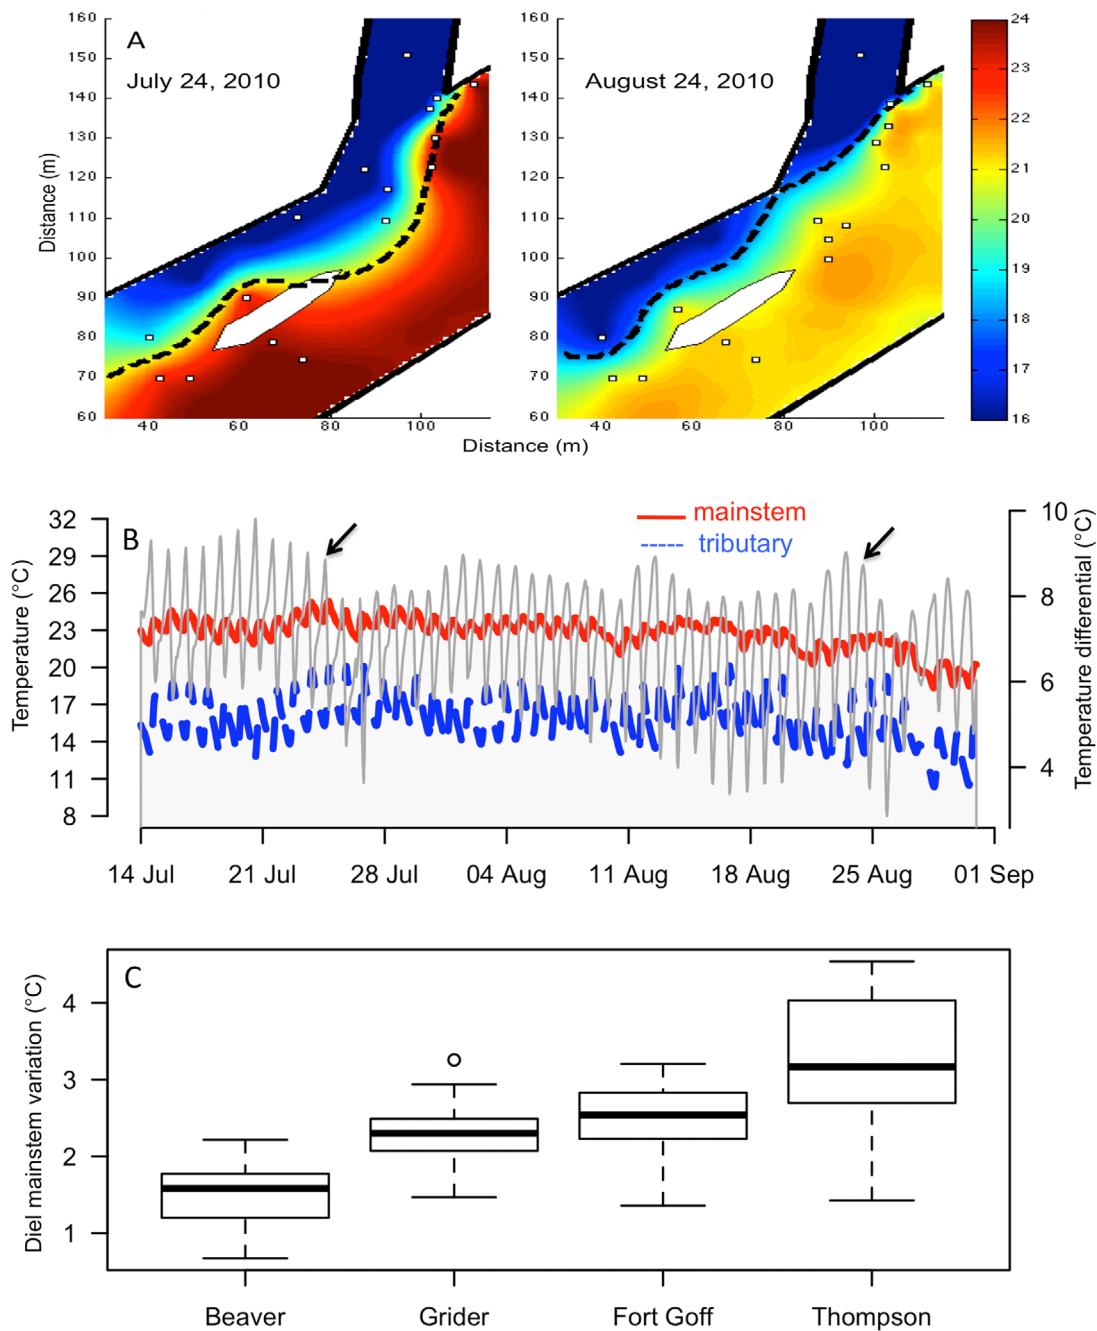 A
July 24, 2010
160
150
140
130
120
110
100
90
80
70
60
Distance (m)
40
60
80
100
August 24, 2010
160
150
140
130
120
110
100
90
80
70
60
40
60
80
100
Distance (m)
24
23
22
21
20
19
18
17
16
B
mainstem
tributary
32
29
26
23
20
17
14
11
8
Temperature (°C)
10
8
6
4
Temperature differential (°C)
14 Jul
21 Jul
28 Jul
04 Aug
11 Aug
18 Aug
25 Aug
01 Sep
C
4
3
2
1
Diel mainstem variation (°C)
Beaver
Grider
Fort Goff
Thompson